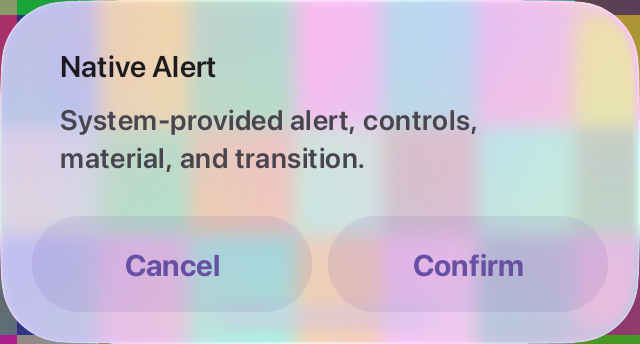 Native Alert
System-provided alert, controls,
material, and transition.
Cancel Confirm